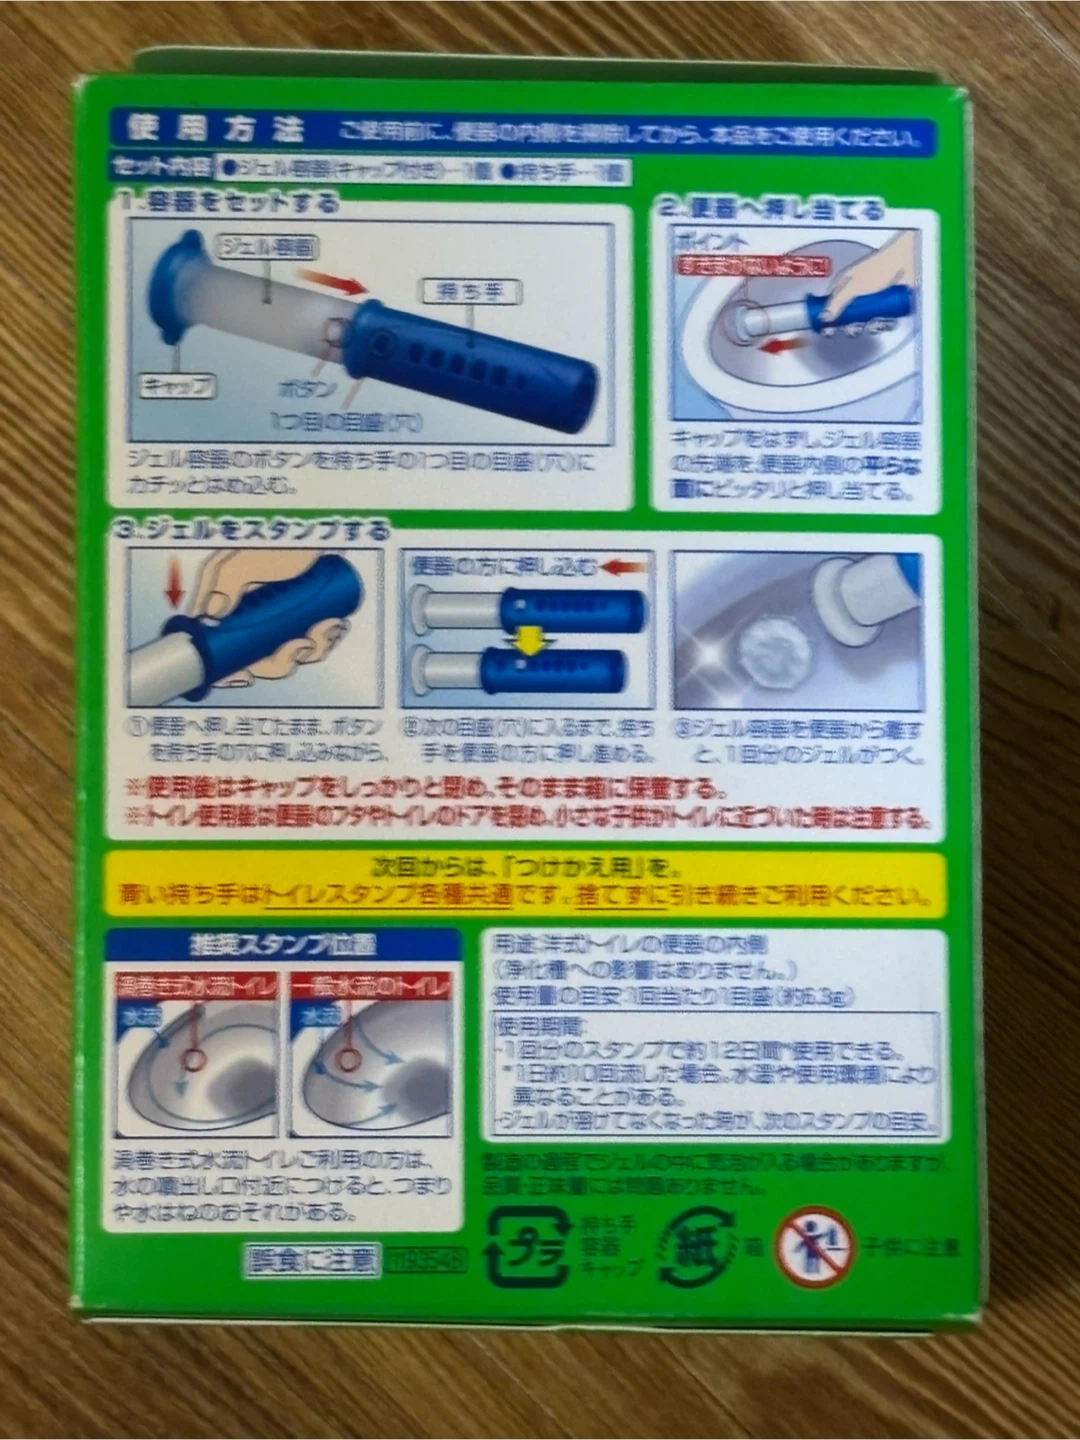 使用方法 ご使用前に、便器の内側を掃除してから、本品をご使用ください。
セット内容 ●ジェル容器(キャップ付き)…1個 ●持ち手…1個
1.容器をセットする
ジェル容器
持ち手
キャップ
ボタン
1つ目の目盛(穴)
ジェル容器のボタンを持ち手の1つ目の目盛(穴)に
カチッとはめ込む。
2.便器へ押し当てる
ポイント
すきまがないように
キャップをはずしジェル容器
の先端を、便器内側の平らな
面にピッタリと押し当てる。
3.ジェルをスタンプする
便器の方に押し込む
①便器へ押し当てたまま、ボタン
を持ち手の穴に押し込みながら、
②次の目盛(穴)に入るまで、持ち
手を便器の方に押し進める。
③ジェル容器を便器から離す
と、1回分のジェルがつく。
※使用後はキャップをしっかりと閉め、そのまま箱に保管する。
※トイレ使用後は便器のフタやトイレのドアを閉め、小さな子供がトイレに近づいた時は注意する。
次回からは、「つけかえ用」を。
青い持ち手はトイレスタンプ各種共通です。捨てずに引き続きご利用ください。
推奨スタンプ位置
渦巻き式水流トイレ
水流
一般水流のトイレ
水流
渦巻き式水流トイレご利用の方は、
水の噴出し口付近につけると、つまり
や水はねのおそれがある。
誤食に注意 1193548
用途:洋式トイレの便器の内側
(浄化槽への影響はありません。)
使用量の目安:1回当たり1目盛(約6.3g)
使用期間:
・1回分のスタンプで約12日間*使用できる。
*1日約10回流した場合。水温や使用環境により
異なることがある。
・ジェルが溶けてなくなった時が、次のスタンプの目安。
製造の過程でジェルの中に気泡が入る場合がありますが、
品質・正味量には問題ありません。
プラ
持ち手
容器
キャップ
紙
箱
子供に注意